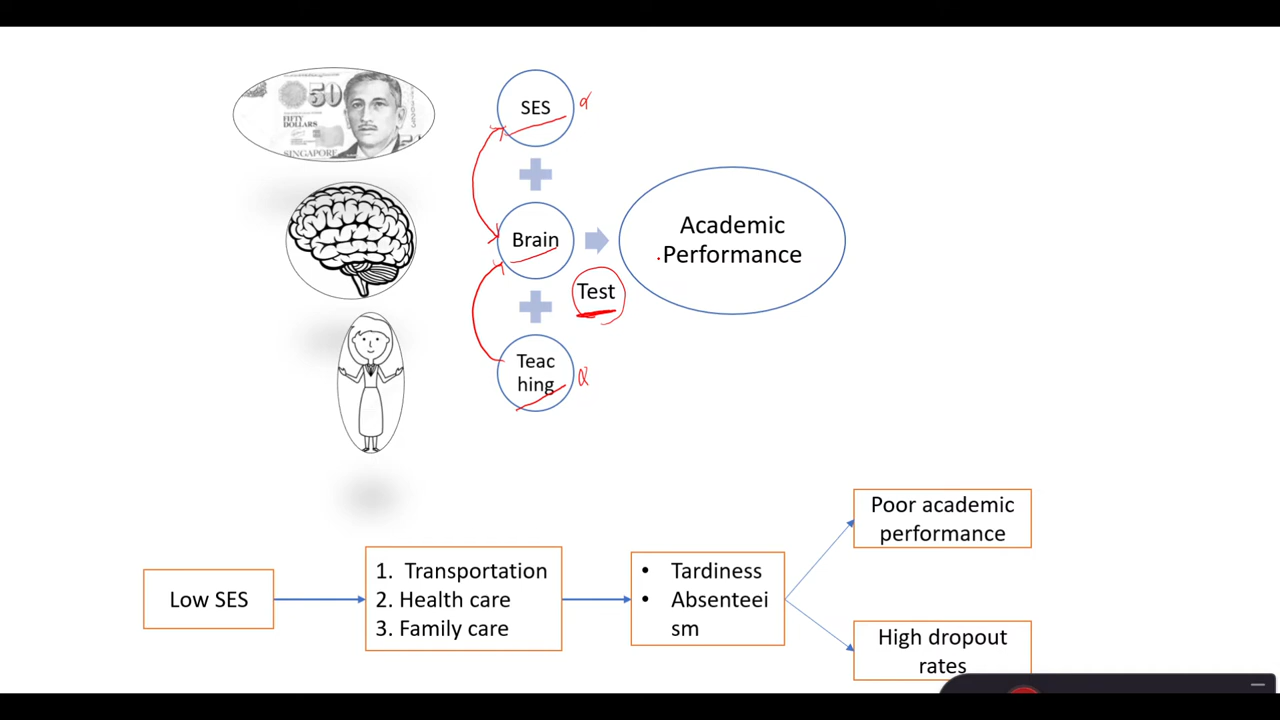 50
FIFTY
DOLLARS
SINGAPORE
SES
α
Brain
Test
Teac
hing
Academic
Performance
Low SES
1. Transportation
2. Health care
3. Family care
• Tardiness
• Absenteei
sm
Poor academic
performance
High dropout
rates